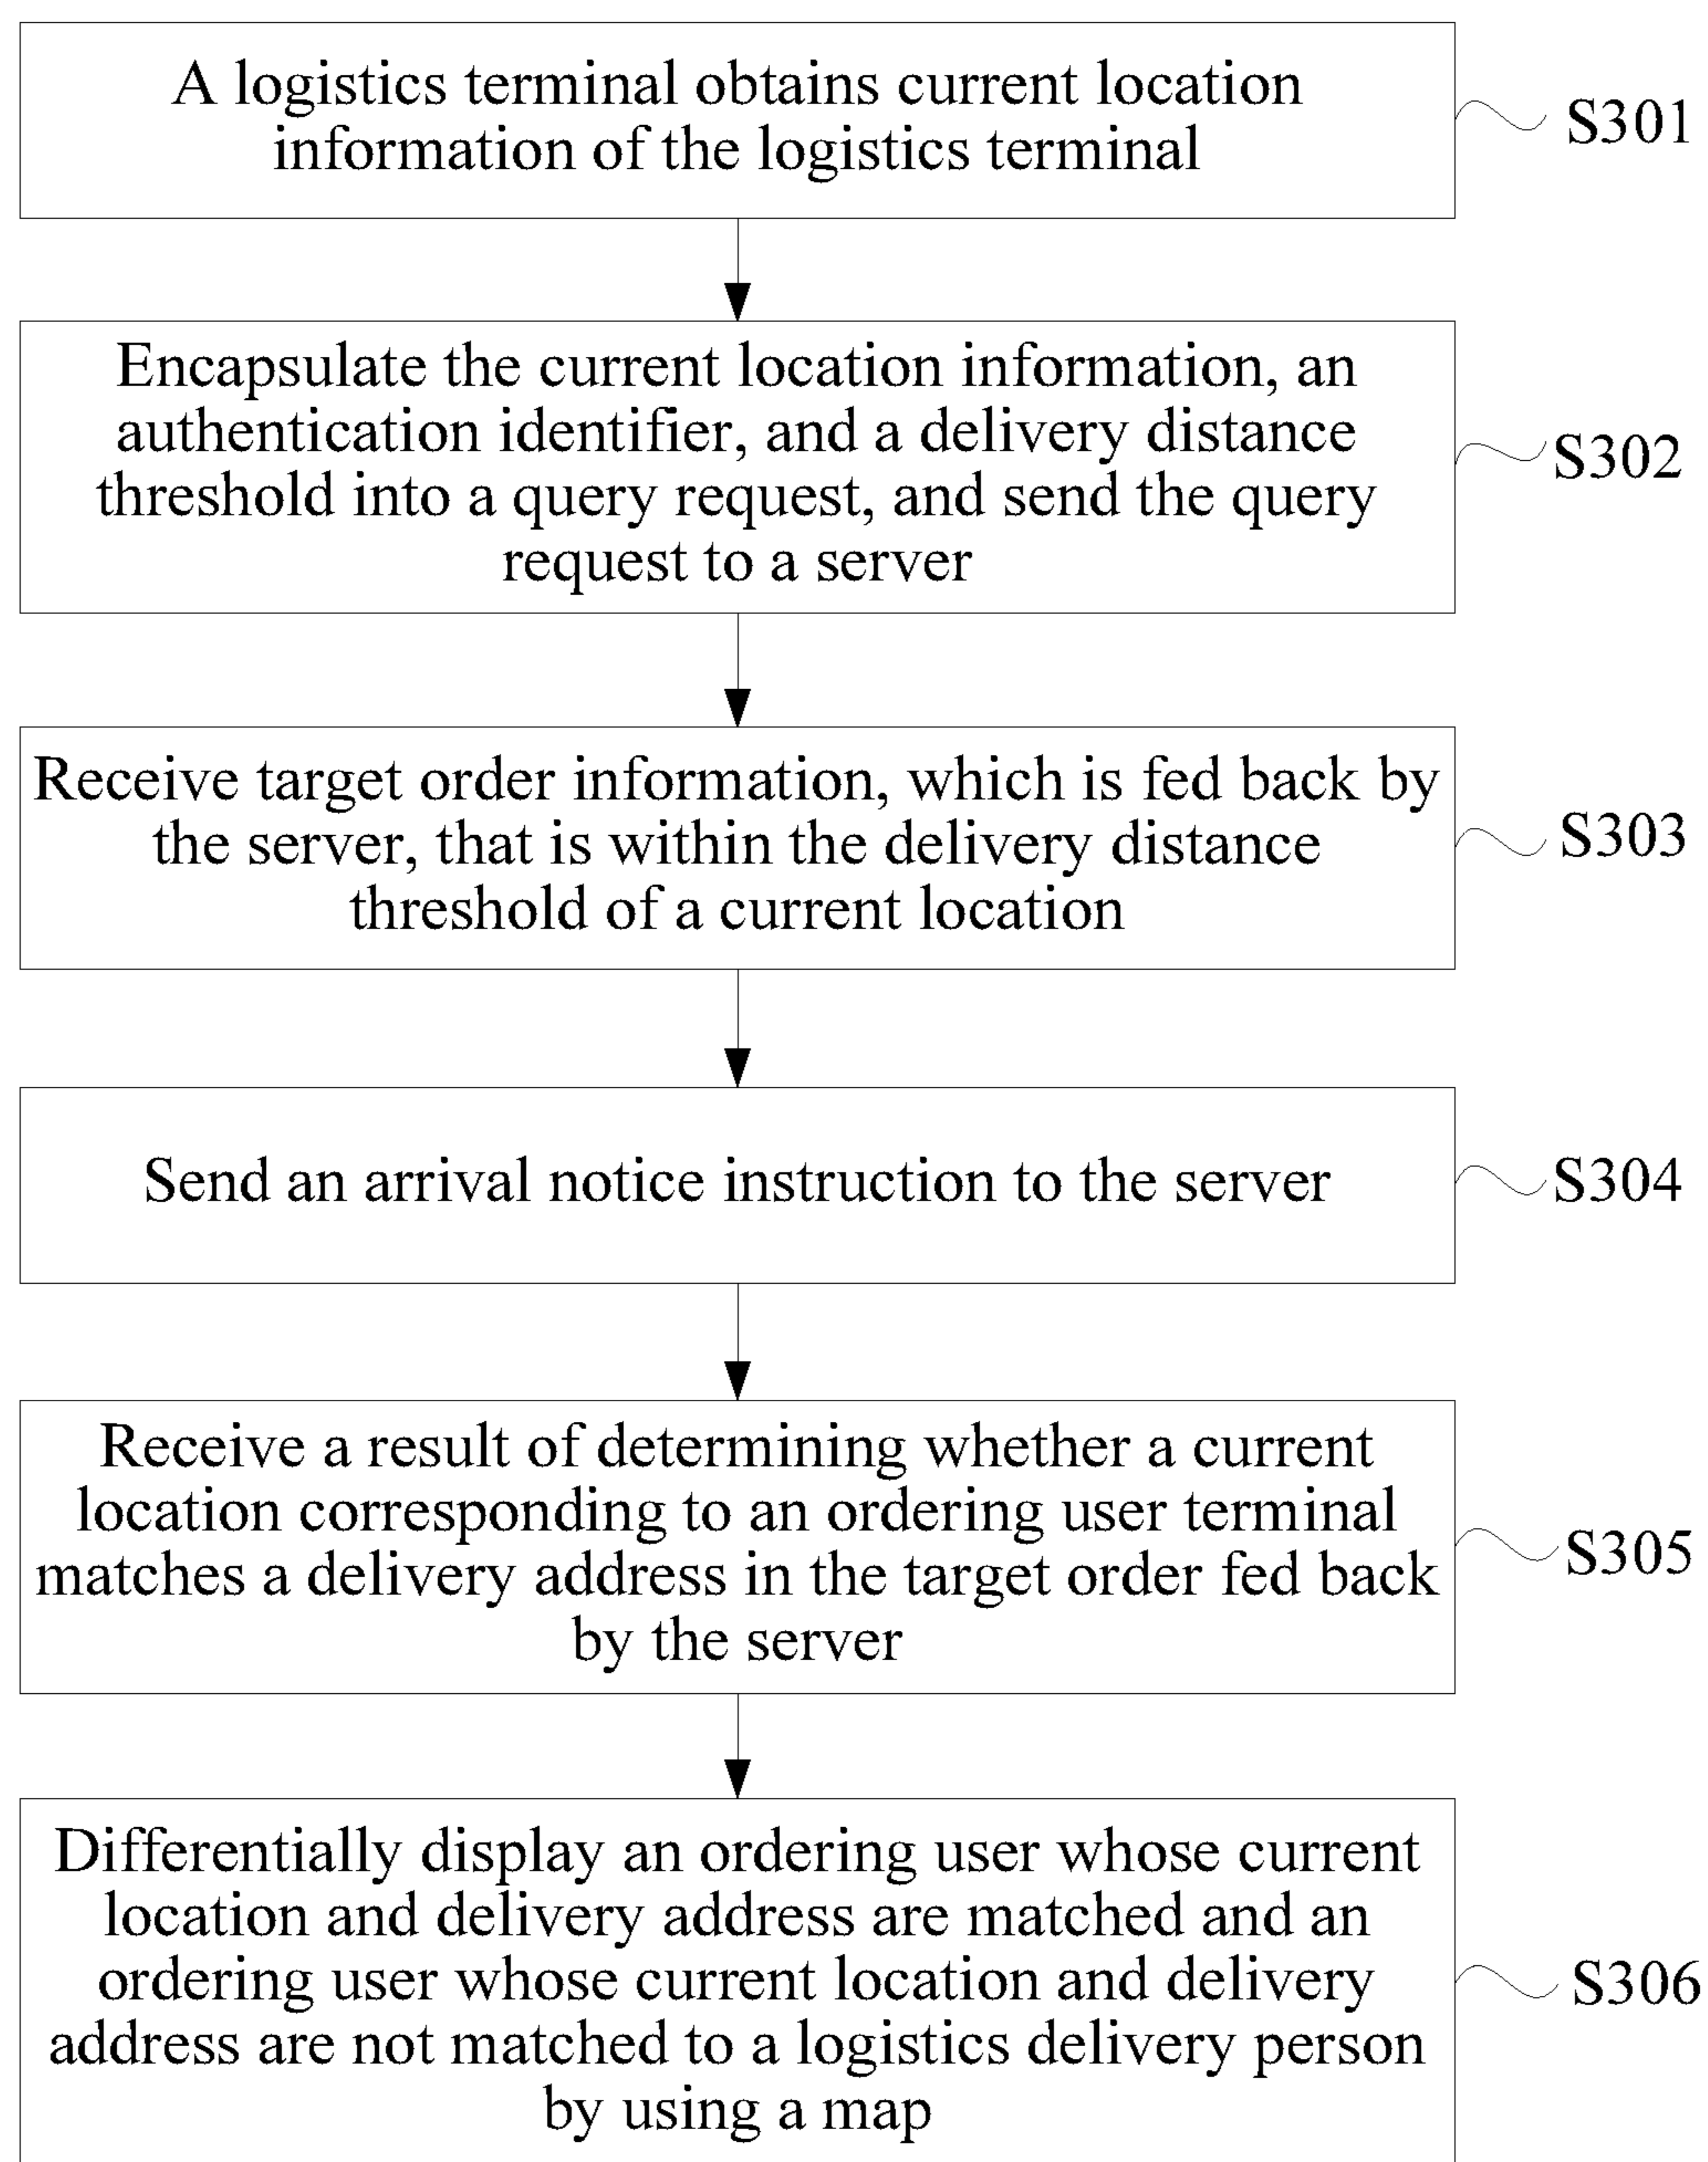 A logistics terminal obtains current location
information of the logistics terminal
S301
Encapsulate the current location information, an
authentication identifier, and a delivery distance
threshold into a query request, and send the query
request to a server
S302
Receive target order information, which is fed back by
the server, that is within the delivery distance
threshold of a current location
S303
Send an arrival notice instruction to the server
S304
Receive a result of determining whether a current
location corresponding to an ordering user terminal
matches a delivery address in the target order fed back
by the server
S305
Differentially display an ordering user whose current
location and delivery address are matched and an
ordering user whose current location and delivery
address are not matched to a logistics delivery person
by using a map
S306